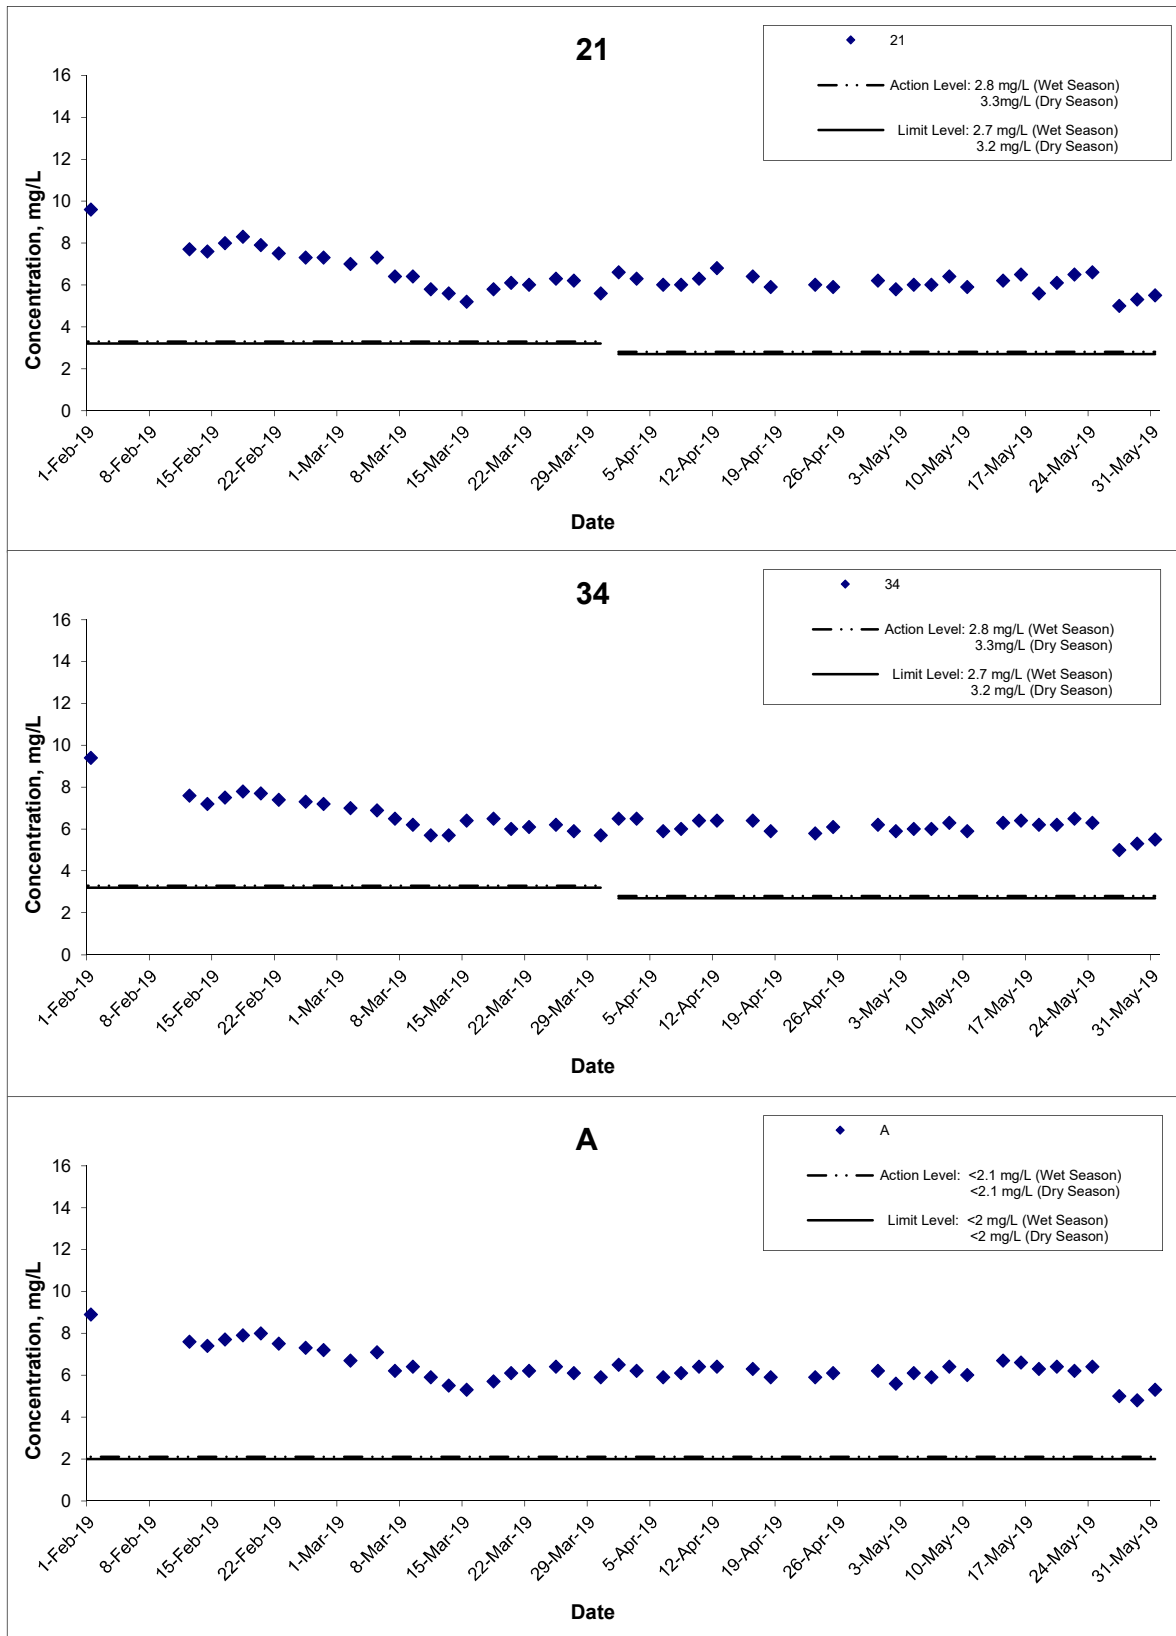 21
21
Action Level: 2.8 mg/L (Wet Season)
3.3mg/L (Dry Season)
Limit Level: 2.7 mg/L (Wet Season)
3.2 mg/L (Dry Season)
Concentration, mg/L
16
14
12
10
8
6
4
2
0
1-Feb-19
8-Feb-19
15-Feb-19
22-Feb-19
1-Mar-19
8-Mar-19
15-Mar-19
22-Mar-19
29-Mar-19
5-Apr-19
12-Apr-19
19-Apr-19
26-Apr-19
3-May-19
10-May-19
17-May-19
24-May-19
31-May-19
Date
34
34
Action Level: 2.8 mg/L (Wet Season)
3.3mg/L (Dry Season)
Limit Level: 2.7 mg/L (Wet Season)
3.2 mg/L (Dry Season)
Concentration, mg/L
16
14
12
10
8
6
4
2
0
1-Feb-19
8-Feb-19
15-Feb-19
22-Feb-19
1-Mar-19
8-Mar-19
15-Mar-19
22-Mar-19
29-Mar-19
5-Apr-19
12-Apr-19
19-Apr-19
26-Apr-19
3-May-19
10-May-19
17-May-19
24-May-19
31-May-19
Date
A
A
Action Level: <2.1 mg/L (Wet Season)
<2.1 mg/L (Dry Season)
Limit Level: <2 mg/L (Wet Season)
<2 mg/L (Dry Season)
Concentration, mg/L
16
14
12
10
8
6
4
2
0
1-Feb-19
8-Feb-19
15-Feb-19
22-Feb-19
1-Mar-19
8-Mar-19
15-Mar-19
22-Mar-19
29-Mar-19
5-Apr-19
12-Apr-19
19-Apr-19
26-Apr-19
3-May-19
10-May-19
17-May-19
24-May-19
31-May-19
Date